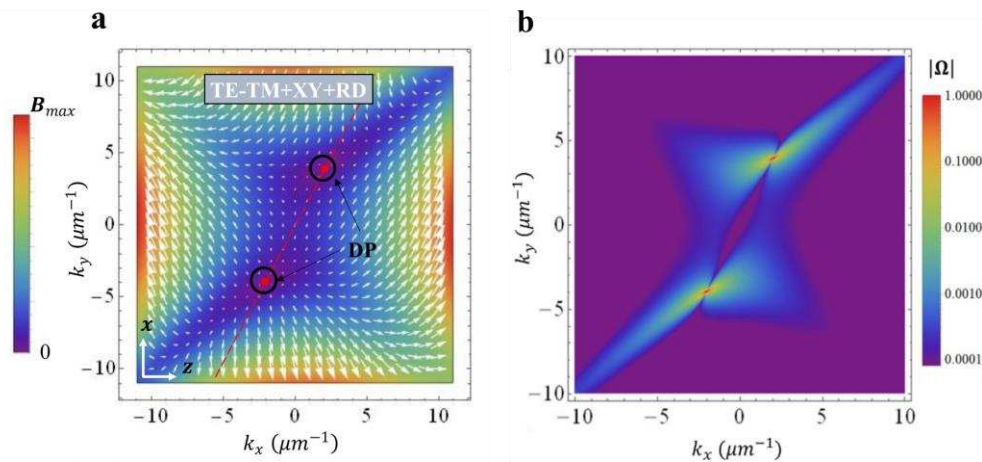 a
b
B_max
0
TE-TM+XY+RD
DP
x
z
10
5
0
−5
−10
k_y (μm⁻¹)
−10 −5 0 5 10
k_x (μm⁻¹)
10
5
0
−5
−10
k_y (μm⁻¹)
−10 −5 0 5 10
k_x (μm⁻¹)
|Ω|
1.0000
0.1000
0.0100
0.0010
0.0001